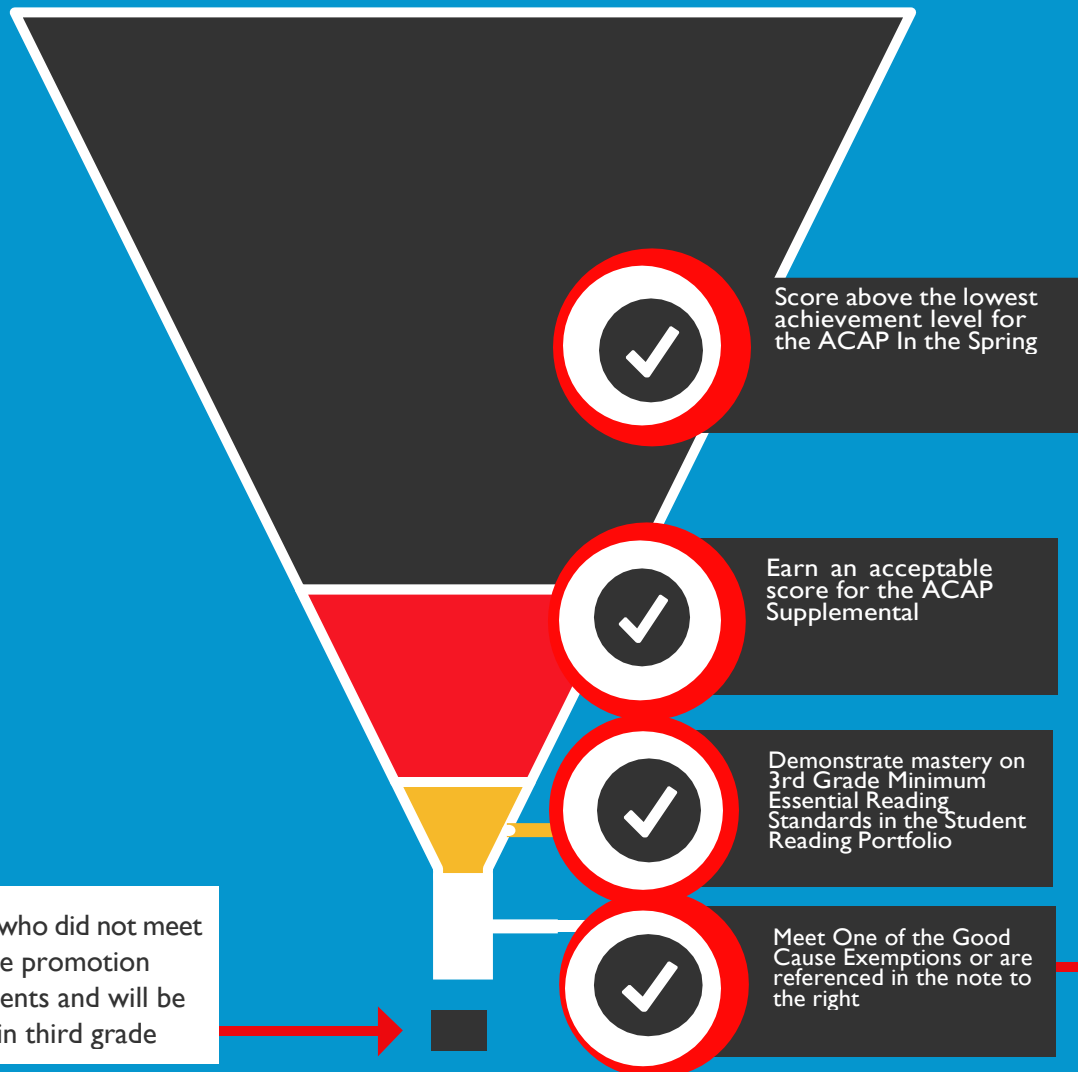 Score above the lowest
achievement level for
the ACAP In the Spring
Earn an acceptable
score for the ACAP
Supplemental
Demonstrate mastery on
3rd Grade Minimum
Essential Reading
Standards in the Student
Reading Portfolio
Meet One of the Good
Cause Exemptions or are
referenced in the note to
the right
who did not meet
promotion
and will be
in third grade